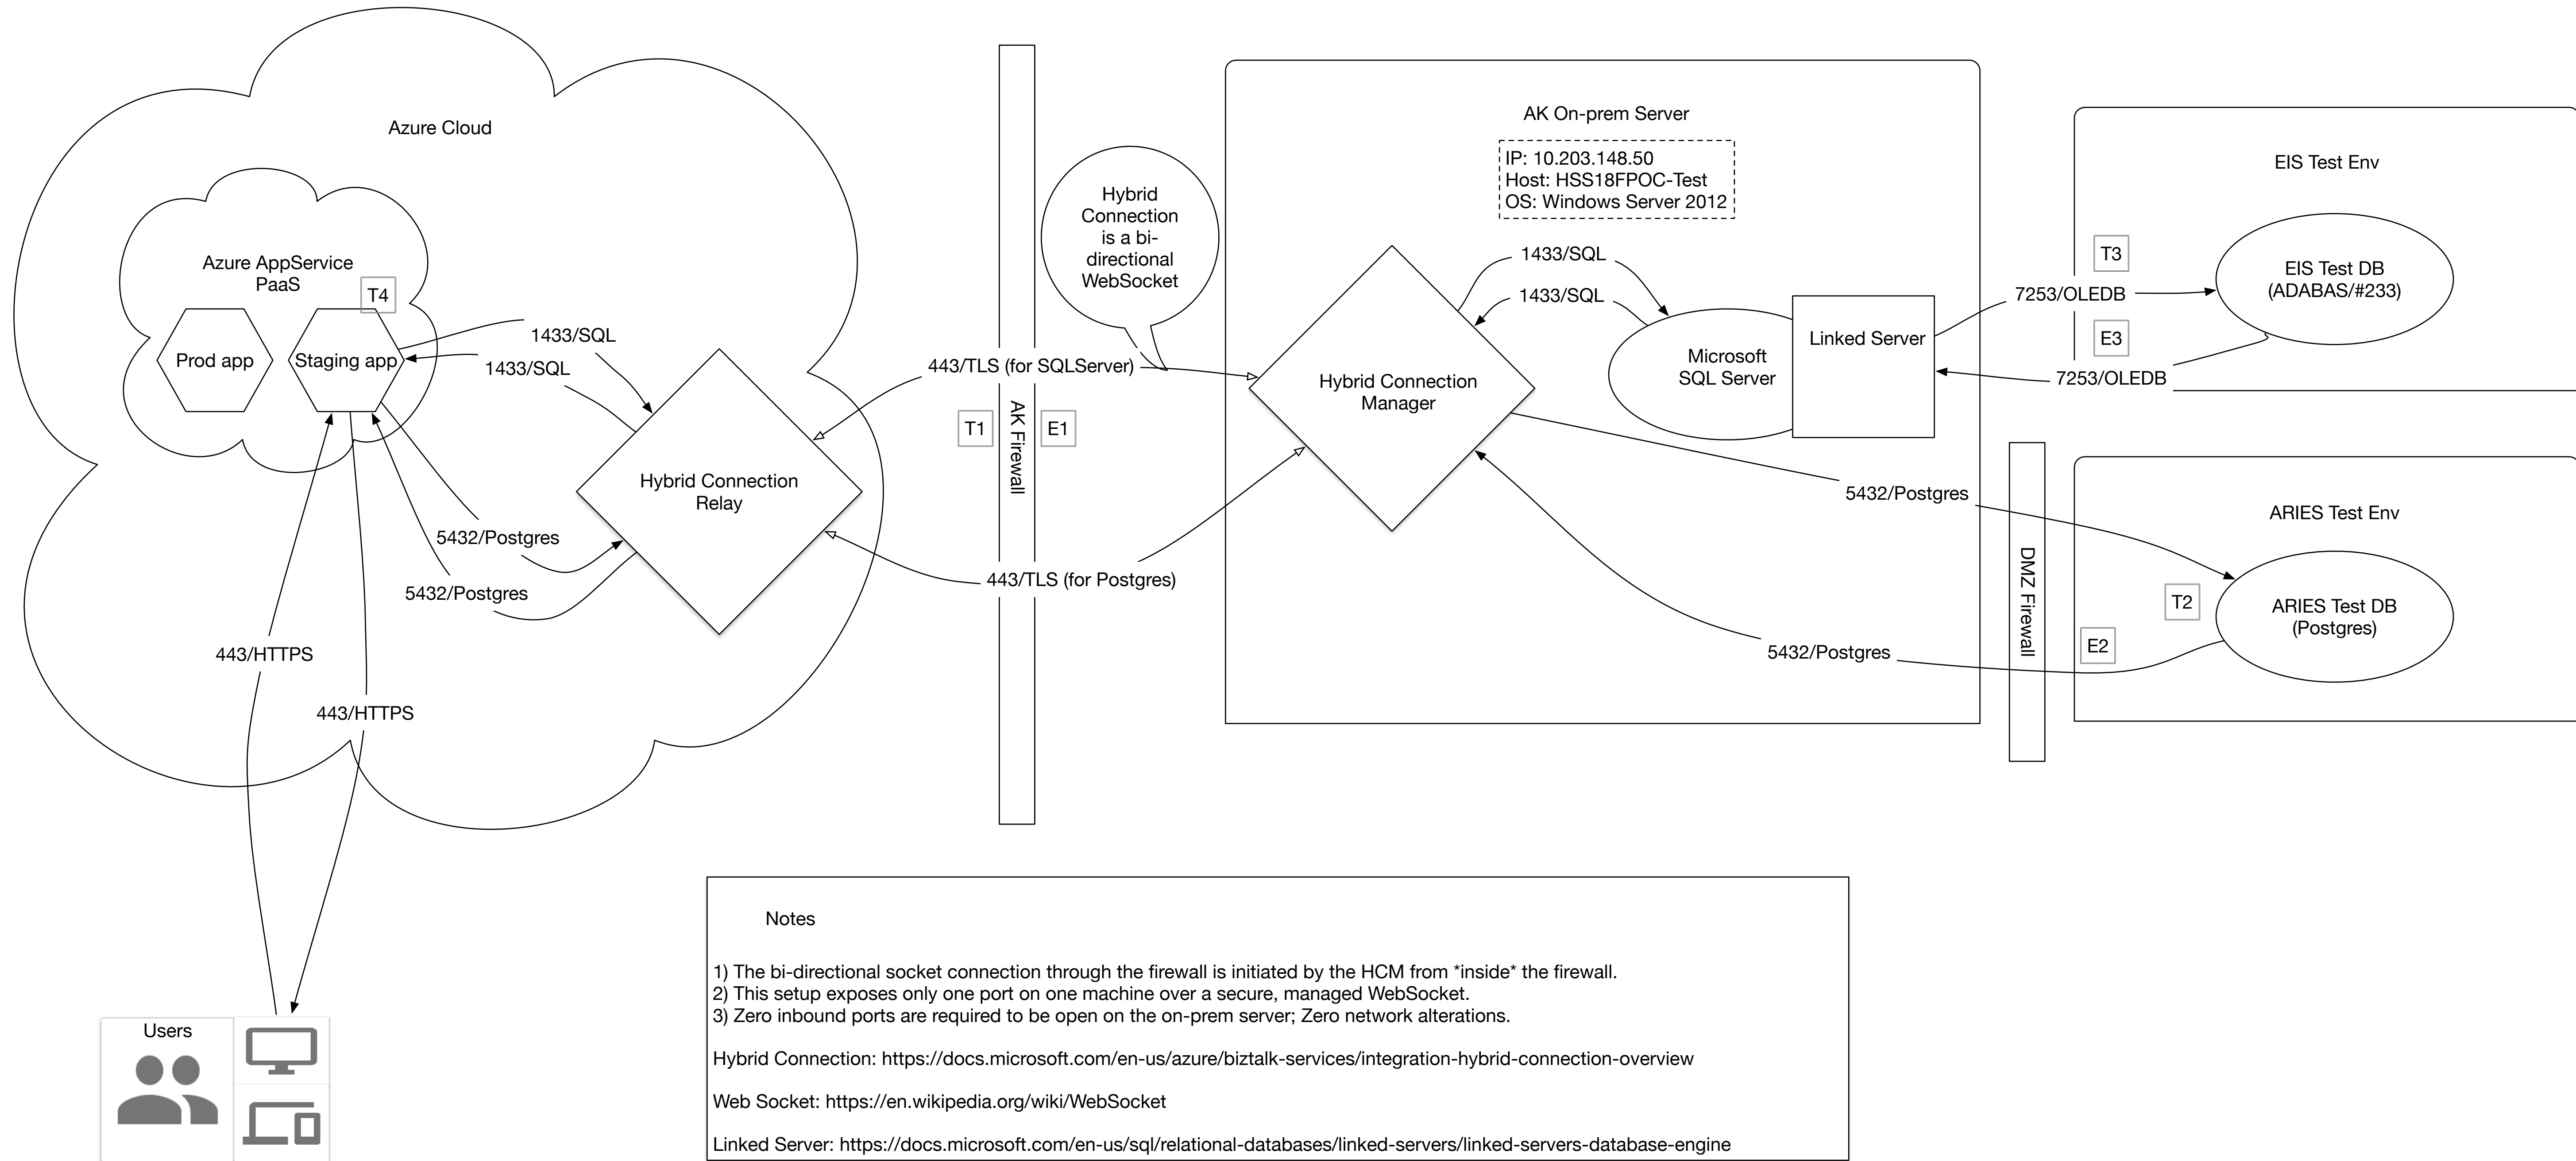 Azure Cloud
Azure AppService
PaaS
T4
Prod app
Staging app
1433/SQL
1433/SQL
Hybrid Connection
Relay
5432/Postgres
5432/Postgres
443/HTTPS
443/HTTPS
Users
443/TLS (for SQLServer)
T1
AK Firewall
E1
443/TLS (for Postgres)
Hybrid
Connection
is a bi-
directional
WebSocket
AK On-prem Server
IP: 10.203.148.50
Host: HSS18FPOC-Test
OS: Windows Server 2012
1433/SQL
1433/SQL
Hybrid Connection
Manager
Microsoft
SQL Server
Linked Server
5432/Postgres
5432/Postgres
DMZ Firewall
EIS Test Env
T3
7253/OLEDB
E3
7253/OLEDB
EIS Test DB
(ADABAS/#233)
ARIES Test Env
T2
E2
ARIES Test DB
(Postgres)
Notes
1) The bi-directional socket connection through the firewall is initiated by the HCM from *inside* the firewall.
2) This setup exposes only one port on one machine over a secure, managed WebSocket.
3) Zero inbound ports are required to be open on the on-prem server; Zero network alterations.
Hybrid Connection: https://docs.microsoft.com/en-us/azure/biztalk-services/integration-hybrid-connection-overview
Web Socket: https://en.wikipedia.org/wiki/WebSocket
Linked Server: https://docs.microsoft.com/en-us/sql/relational-databases/linked-servers/linked-servers-database-engine